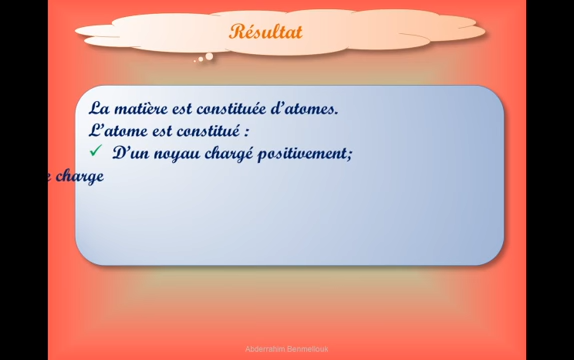 Résultat
La matière est constituée d'atomes.
L'atome est constitué :
✓ D'un noyau chargé positivement;
charge
Abderrahim Benmellouk